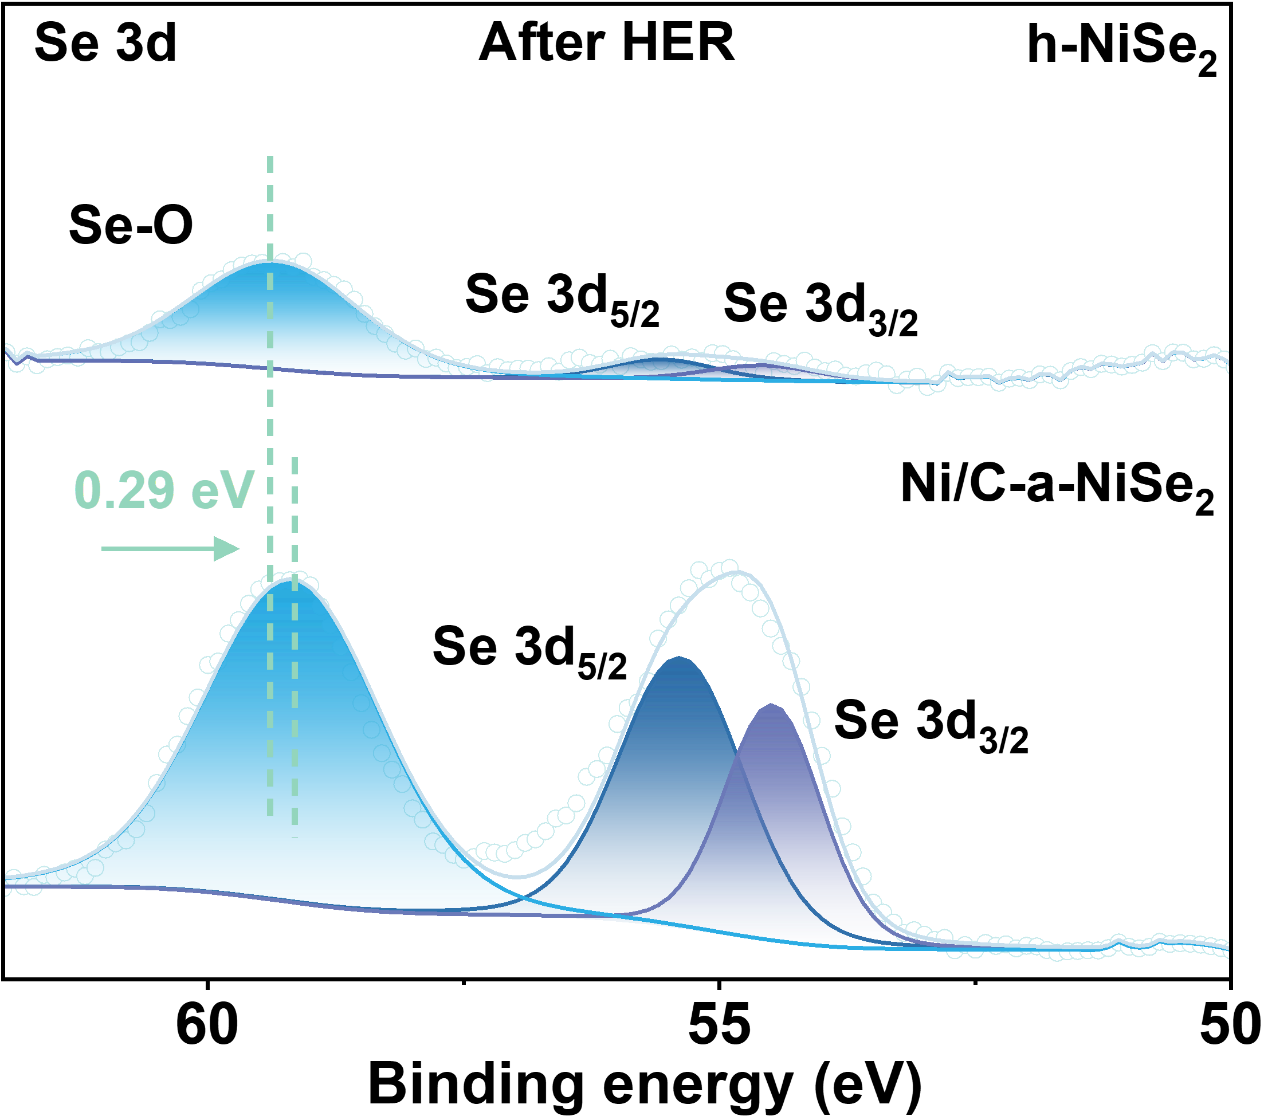 Se 3d After HER h-NiSe₂
Se-O
Se 3d₅/₂ Se 3d₃/₂
0.29 eV
Ni/C-a-NiSe₂
Se 3d₅/₂
Se 3d₃/₂
60 55 50
Binding energy (eV)